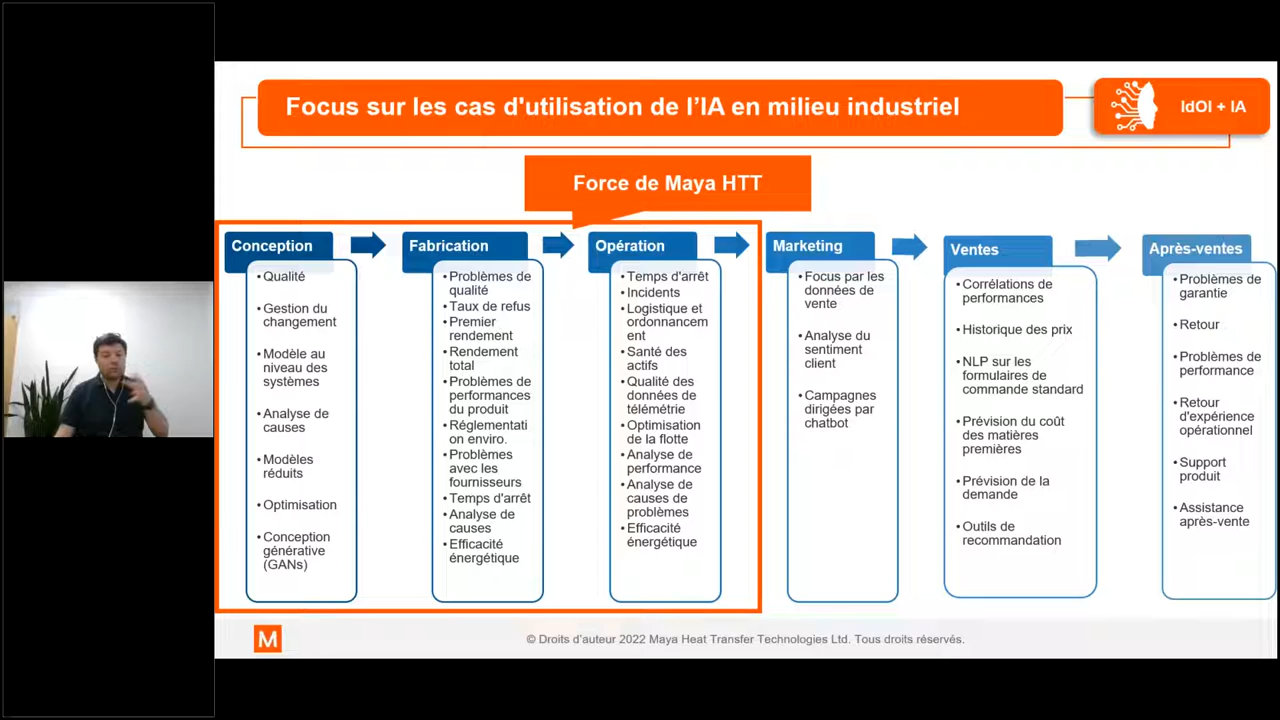 Focus sur les cas d'utilisation de l’IA en milieu industriel
IdOI + IA
Force de Maya HTT
Conception
•Qualité
•Gestion du
changement
•Modèle au
niveau des
systèmes
•Analyse de
causes
•Modèles
réduits
•Optimisation
•Conception
générative
(GANs)
Fabrication
•Problèmes de
qualité
•Taux de refus
•Premier
rendement
•Rendement
total
•Problèmes de
performances
du produit
•Réglementati
on enviro.
•Problèmes
avec les
fournisseurs
•Temps d'arrêt
•Analyse de
causes
•Efficacité
énergétique
Opération
•Temps d'arrêt
•Incidents
•Logistique et
ordonnancem
ent
•Santé des
actifs
•Qualité des
données de
télémétrie
•Optimisation
de la flotte
•Analyse de
performance
•Analyse de
causes de
problèmes
•Efficacité
énergétique
Marketing
•Focus par les
données de
vente
•Analyse du
sentiment
client
•Campagnes
dirigées par
chatbot
Ventes
•Corrélations de
performances
•Historique des prix
•NLP sur les
formulaires de
commande standard
•Prévision du coût
des matières
premières
•Prévision de la
demande
•Outils de
recommandation
Après-ventes
•Problèmes de
garantie
•Retour
•Problèmes de
performance
•Retour
d'expérience
opérationnel
•Support
produit
•Assistance
après-vente
M
© Droits d’auteur 2022 Maya Heat Transfer Technologies Ltd. Tous droits réservés.